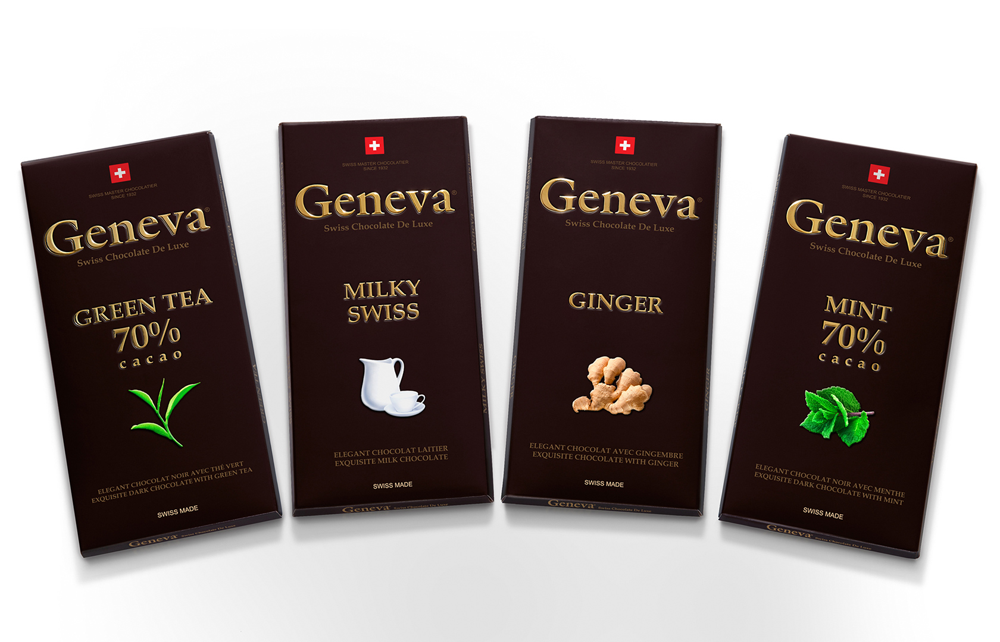 SWISS MASTER CHOCOLATIER
SINCE 1932
Geneva®
Swiss Chocolate De Luxe
GREEN TEA
70%
cacao
ELEGANT CHOCOLAT NOIR AVEC THÉ VERT
EXQUISITE DARK CHOCOLATE WITH GREEN TEA
SWISS MADE
Geneva Swiss Chocolate De Luxe
SWISS MASTER CHOCOLATIER
SINCE 1932
Geneva®
Swiss Chocolate De Luxe
MILKY
SWISS
ELEGANT CHOCOLAT LAITIER
EXQUISITE MILK CHOCOLATE
SWISS MADE
Geneva Swiss Chocolate De Luxe
MILKY SWISS
SWISS MASTER CHOCOLATIER
SINCE 1932
Geneva®
Swiss Chocolate De Luxe
GINGER
ELEGANT CHOCOLAT AVEC GINGEMBRE
EXQUISITE CHOCOLATE WITH GINGER
SWISS MADE
Geneva Swiss Chocolate De Luxe
GINGER
SWISS MASTER CHOCOLATIER
SINCE 1932
Geneva®
Swiss Chocolate De Luxe
MINT
70%
cacao
ELEGANT CHOCOLAT NOIR AVEC MENTHE
EXQUISITE DARK CHOCOLATE WITH MINT
SWISS MADE
Geneva Swiss Chocolate De Luxe